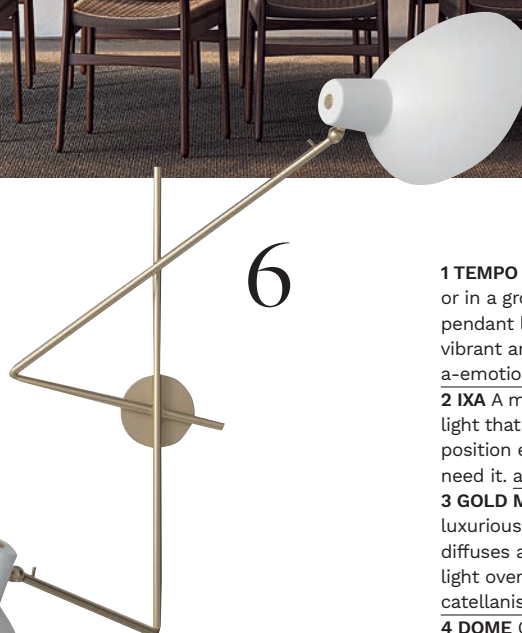 6
1 TEMPO
or in a gro
pendant l
vibrant an
a-emotio
2 IXA A m
light that
position e
need it. a
3 GOLD M
luxurious
diffuses a
light over
catellanis
4 DOME